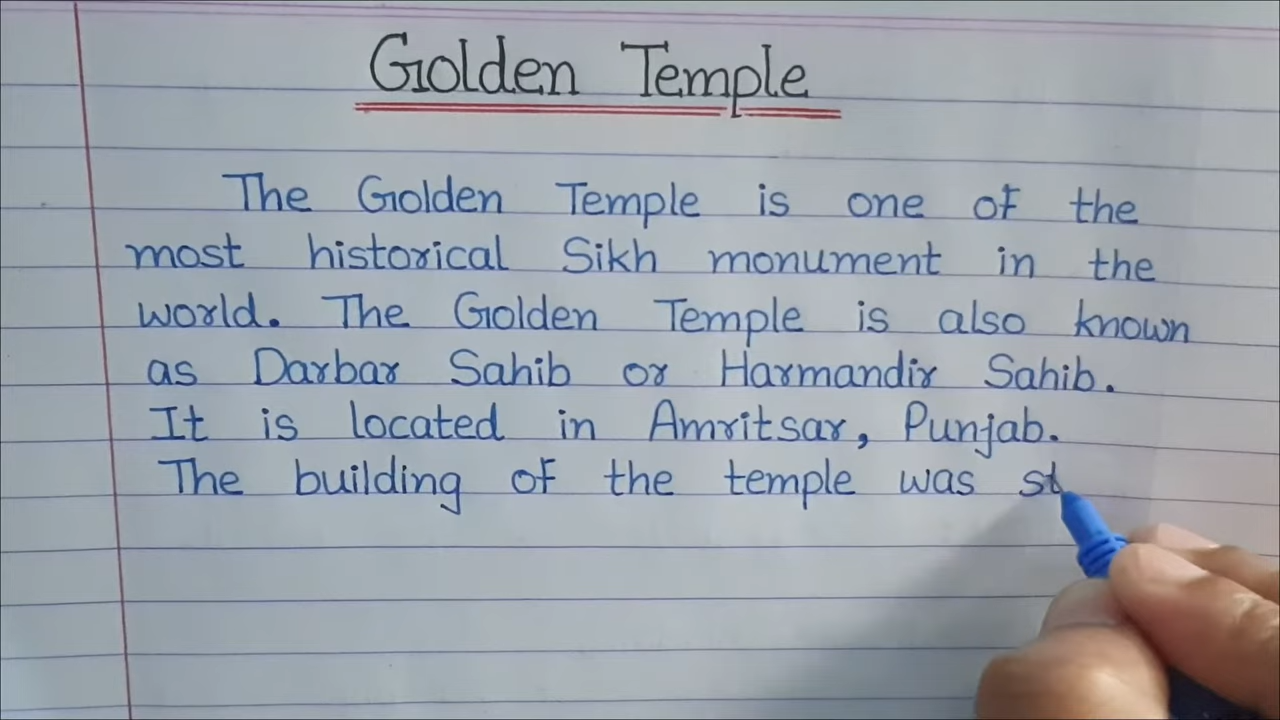 Golden Temple
The Golden Temple is one of the
most historical Sikh monument in the
world. The Golden Temple is also known
as Darbar Sahib or Harmandir Sahib.
It is located in Amritsar, Punjab.
The building of the temple was st